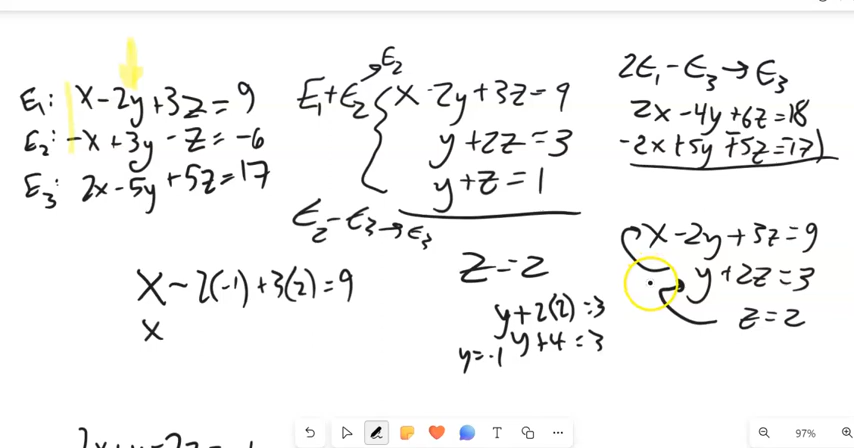 E₁: x - 2y + 3z = 9
E₂: -x + 3y - z = -6
E₃: 2x - 5y + 5z = 17
E₁ + E₂ → E₂
x - 2y + 3z = 9
y + 2z = 3
y + z = 1
E₂ - E₃ → E₃
z = 2
y + 2(2) = 3
y + 4 = 3
y = -1
x - 2(-1) + 3(2) = 9
x
2E₁ - E₃ → E₃
2x - 4y + 6z = 18
-2x + 5y - 5z = -17
x - 2y + 3z = 9
y + 2z = 3
z = 2
T
97%